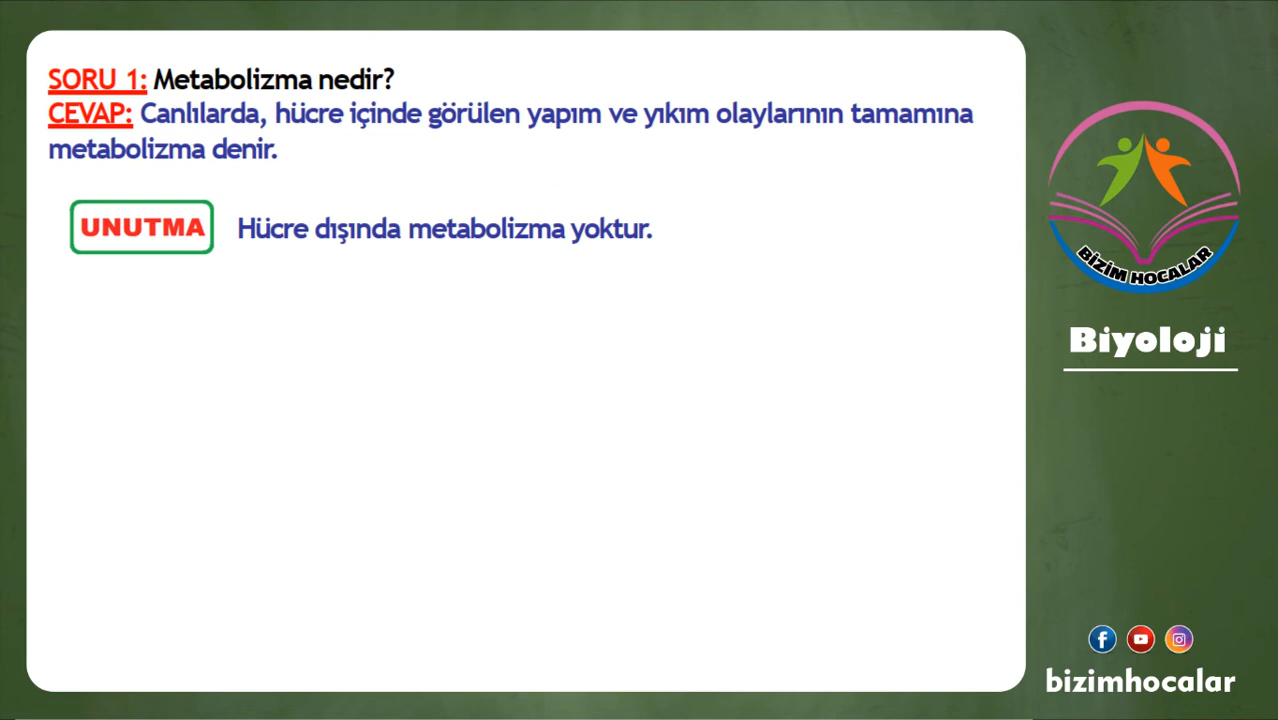 SORU 1: Metabolizma nedir?
CEVAP: Canlılarda, hücre içinde görülen yapım ve yıkım olaylarının tamamına
metabolizma denir.
UNUTMA Hücre dışında metabolizma yoktur.
BİZİM HOCALAR
Biyoloji
bizimhocalar